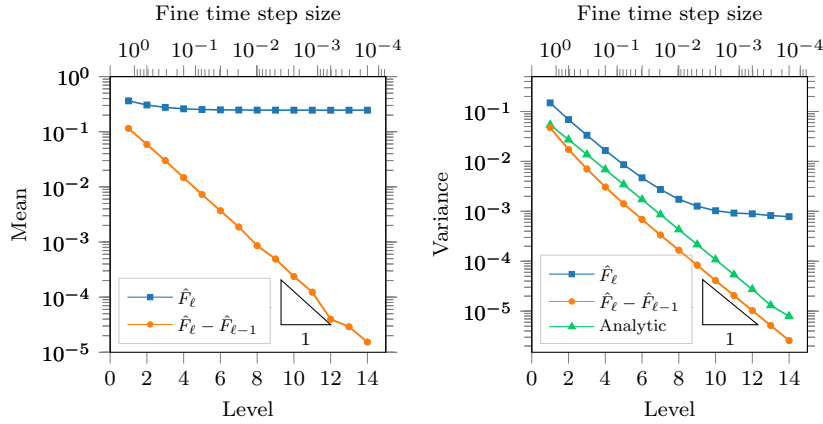 Fine time step size
10^0 10^−1 10^−2 10^−3 10^−4
10^0
10^−1
10^−2
10^−3
10^−4
10^−5
Mean
F̂_ℓ
F̂_ℓ − F̂_{ℓ−1}
1
0 2 4 6 8 10 12 14
Level
Fine time step size
10^0 10^−1 10^−2 10^−3 10^−4
10^−1
10^−2
10^−3
10^−4
10^−5
Variance
F̂_ℓ
F̂_ℓ − F̂_{ℓ−1}
Analytic
1
0 2 4 6 8 10 12 14
Level